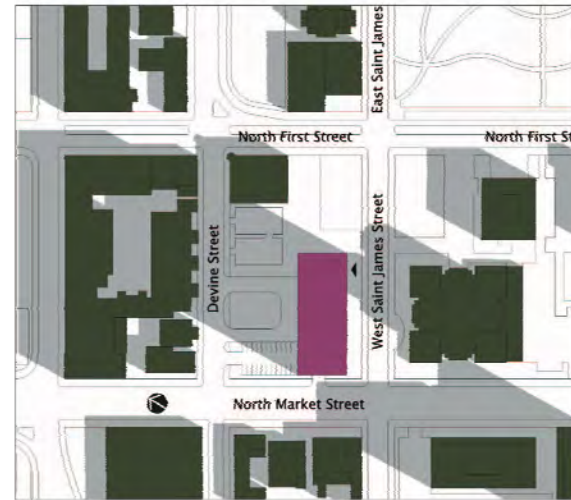 East Saint James
North First Street
North First St
Devine Street
West Saint James Street
North Market Street